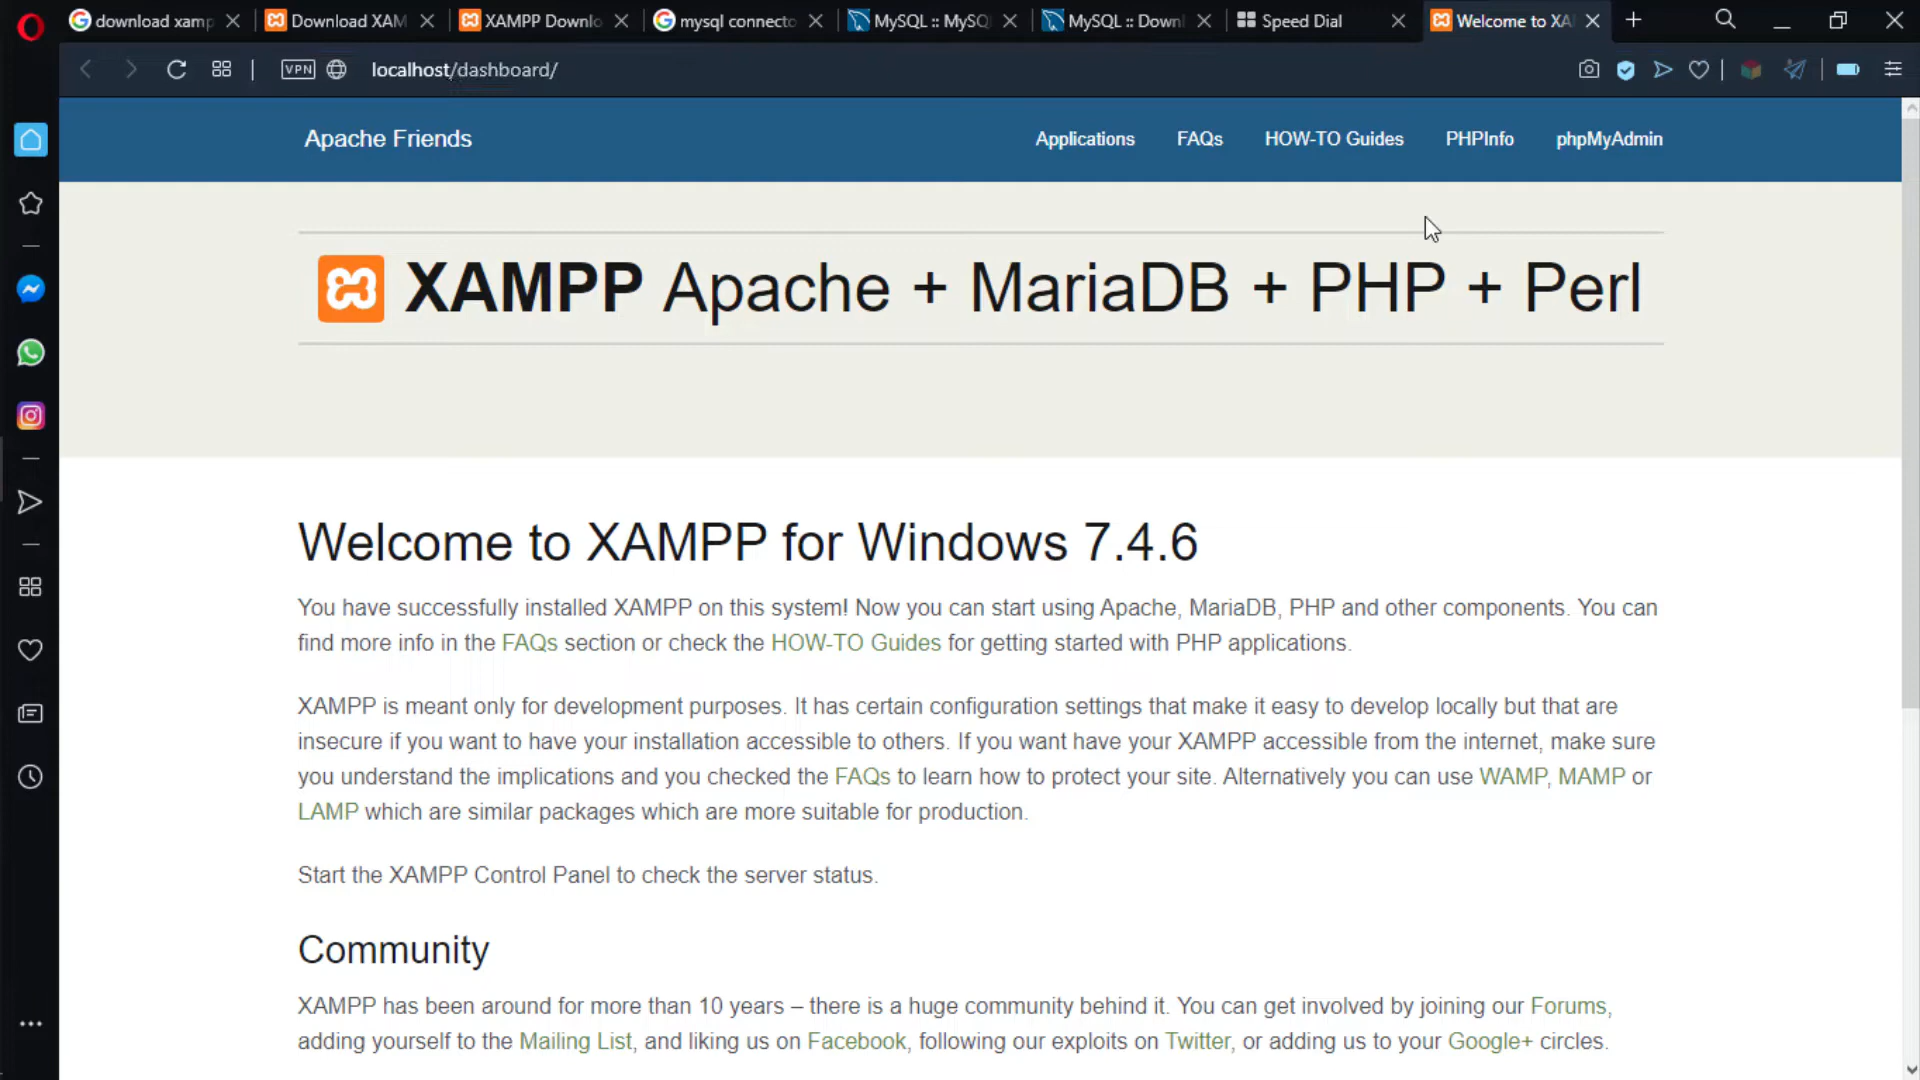 download xamp
Download XAM
XAMPP Downlo
mysql connecto
MySQL :: MySQ
MySQL :: Downl
Speed Dial
Welcome to XA
VPN
localhost/dashboard/
Apache Friends
Applications
FAQs
HOW-TO Guides
PHPInfo
phpMyAdmin
XAMPP Apache + MariaDB + PHP + Perl
Welcome to XAMPP for Windows 7.4.6
You have successfully installed XAMPP on this system! Now you can start using Apache, MariaDB, PHP and other components. You can
find more info in the FAQs section or check the HOW-TO Guides for getting started with PHP applications.
XAMPP is meant only for development purposes. It has certain configuration settings that make it easy to develop locally but that are
insecure if you want to have your installation accessible to others. If you want have your XAMPP accessible from the internet, make sure
you understand the implications and you checked the FAQs to learn how to protect your site. Alternatively you can use WAMP, MAMP or
LAMP which are similar packages which are more suitable for production.
Start the XAMPP Control Panel to check the server status.
Community
XAMPP has been around for more than 10 years – there is a huge community behind it. You can get involved by joining our Forums,
adding yourself to the Mailing List, and liking us on Facebook, following our exploits on Twitter, or adding us to your Google+ circles.